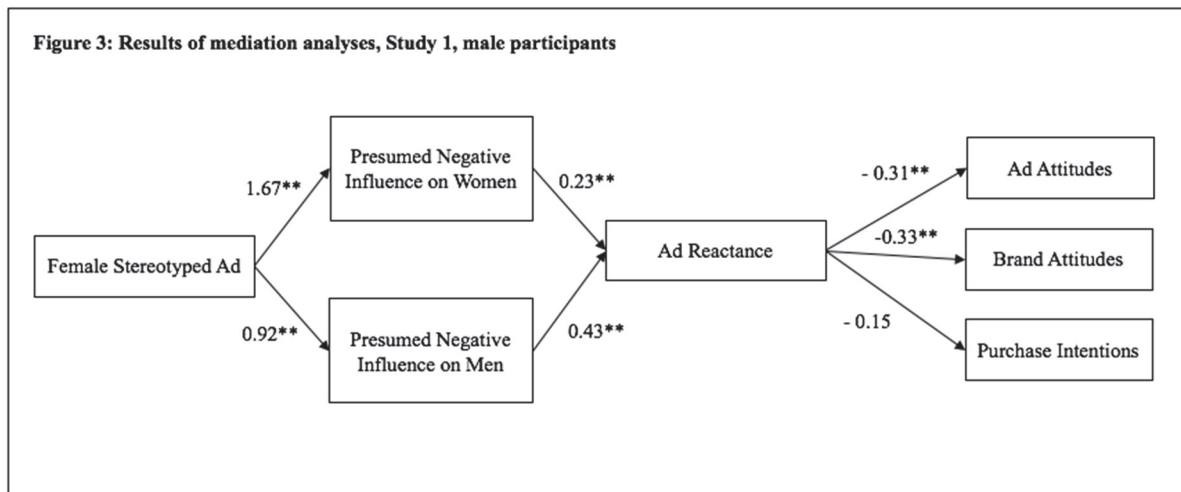 Figure 3: Results of mediation analyses, Study 1, male participants
Female Stereotyped Ad
1.67**
0.92**
Presumed Negative
Influence on Women
Presumed Negative
Influence on Men
0.23**
0.43**
Ad Reactance
- 0.31**
-0.33**
- 0.15
Ad Attitudes
Brand Attitudes
Purchase Intentions